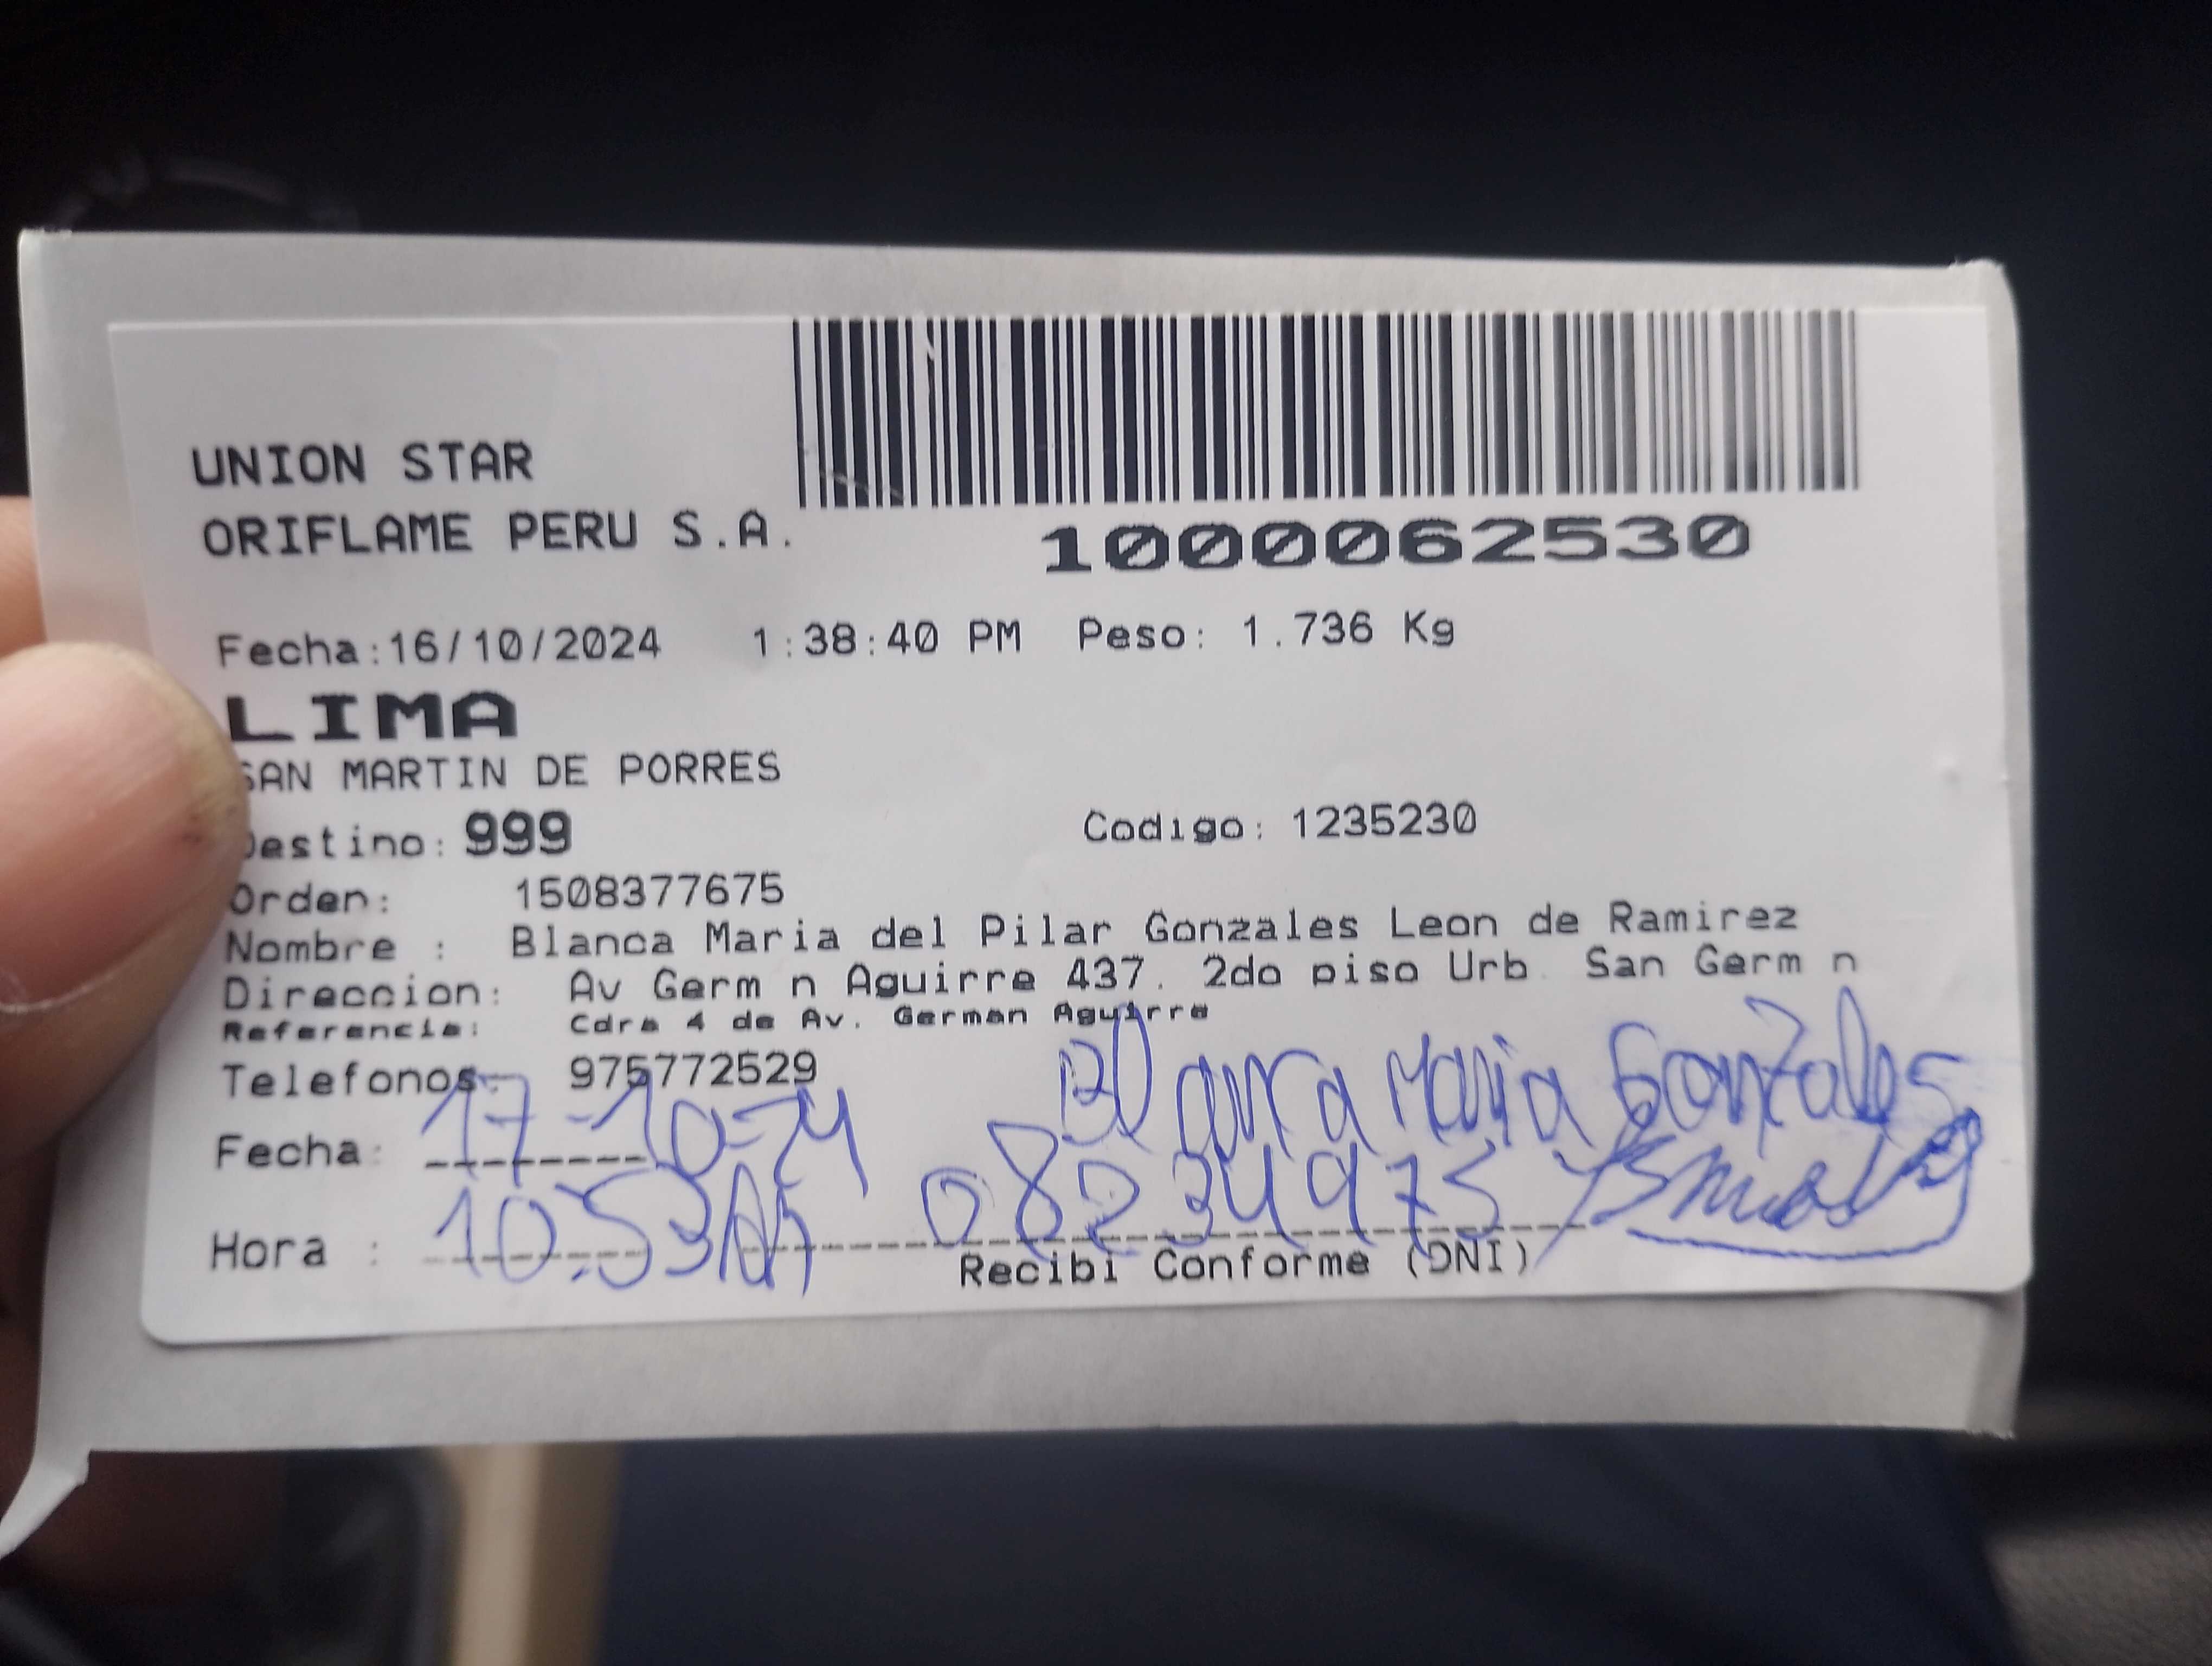 UNION STAR
ORIFLAME PERU S.A.
1000062530
Fecha:16/10/2024 1:38:40 PM Peso: 1.736 Kg
LIMA
SAN MARTIN DE PORRES
Destino: 999 Codigo: 1235230
Orden: 1508377675
Nombre : Blanca Maria del Pilar Gonzales Leon de Ramirez
Direccion: Av Germ n Aguirre 437. 2do piso Urb. San Germ n
Referencia: Cdra 4 de Av. German Aguirre
Telefonos: 975772529
Blanca Maria Gonzales
Fecha: 17-10-24
08234975
Hora : 10:53AM
Recibi Conforme (DNI)